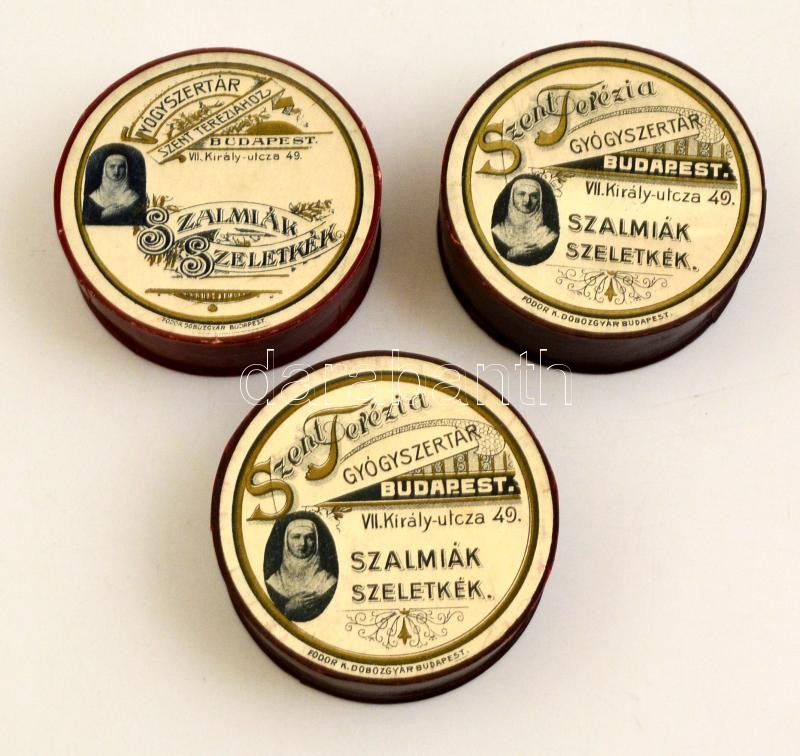 GYÓGYSZERTÁR
SZENT TERÉZIÁHOZ
BUDAPEST.
VII. Király-utcza 49.
SZALMIÁK
SZELETKÉK
FODOR DOBOZGYÁR BUDAPEST.
Szent Terézia
GYÓGYSZERTÁR
BUDAPEST.
VII. Király-utcza 49.
SZALMIÁK
SZELETKÉK.
FODOR K. DOBOZGYÁR BUDAPEST.
darabanth
Szent Terézia
GYÓGYSZERTÁR
BUDAPEST.
VII. Király-utcza 49.
SZALMIÁK
SZELETKÉK.
FODOR K. DOBOZGYÁR BUDAPEST.